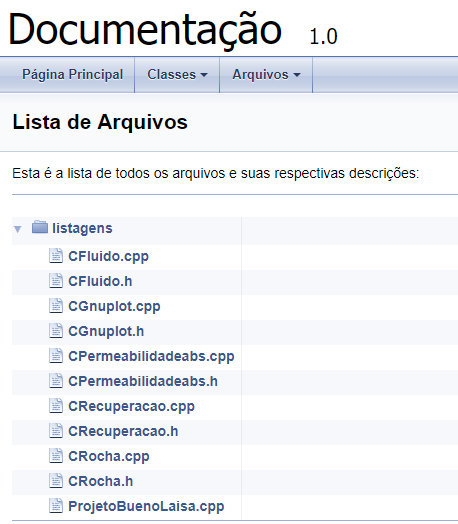 Documentação 1.0
Página Principal Classes Arquivos
Lista de Arquivos
Esta é a lista de todos os arquivos e suas respectivas descrições:
listagens
CFluido.cpp
CFluido.h
CGnuplot.cpp
CGnuplot.h
CPermeabilidadeabs.cpp
CPermeabilidadeabs.h
CRecuperacao.cpp
CRecuperacao.h
CRocha.cpp
CRocha.h
ProjetoBuenoLaisa.cpp